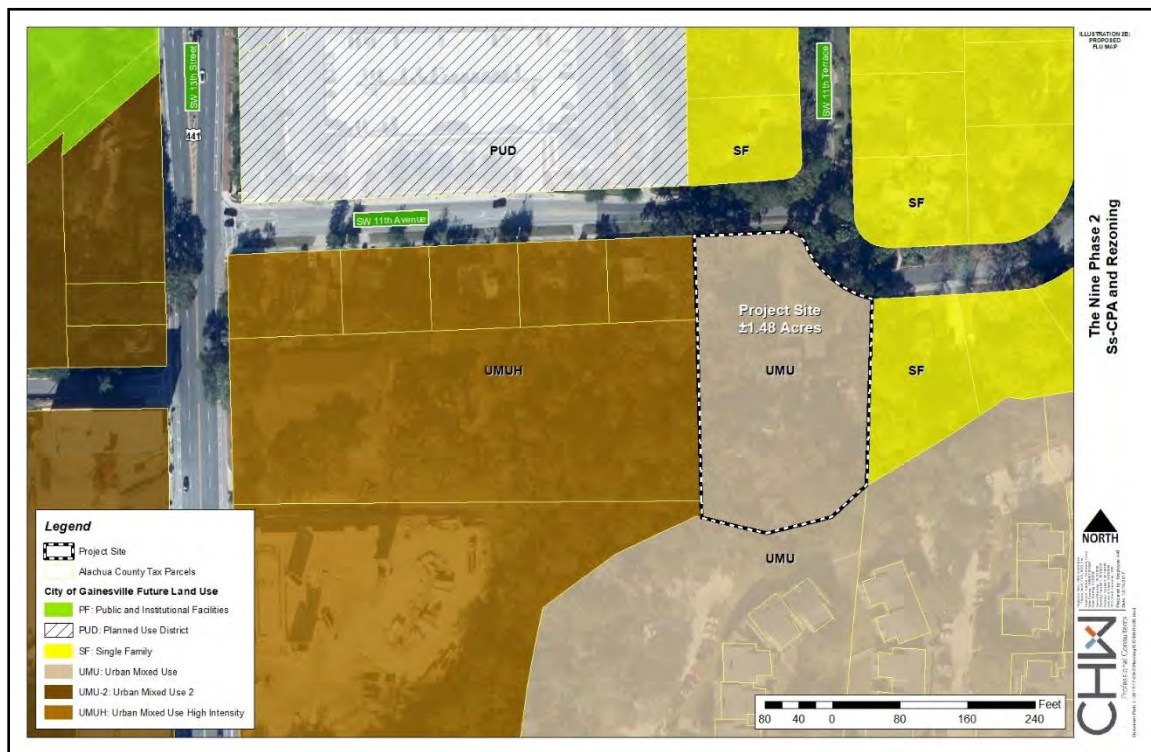 ILLUSTRATION 2E:
PROPOSED
FLU MAP
SW 13th Street
441
SW 11th Terrace
PUD
SF
SF
SW 11th Avenue
Project Site
±1.48 Acres
UMUH
UMU
SF
UMU
The Nine Phase 2
Ss-CPA and Rezoning
Legend
Project Site
Alachua County Tax Parcels
City of Gainesville Future Land Use
PF: Public and Institutional Facilities
PUD: Planned Use District
SF: Single Family
UMU: Urban Mixed Use
UMU-2: Urban Mixed Use 2
UMUH: Urban Mixed Use High Intensity
NORTH
CHW
Professional Consultants
Feet
80 40 0 80 160 240